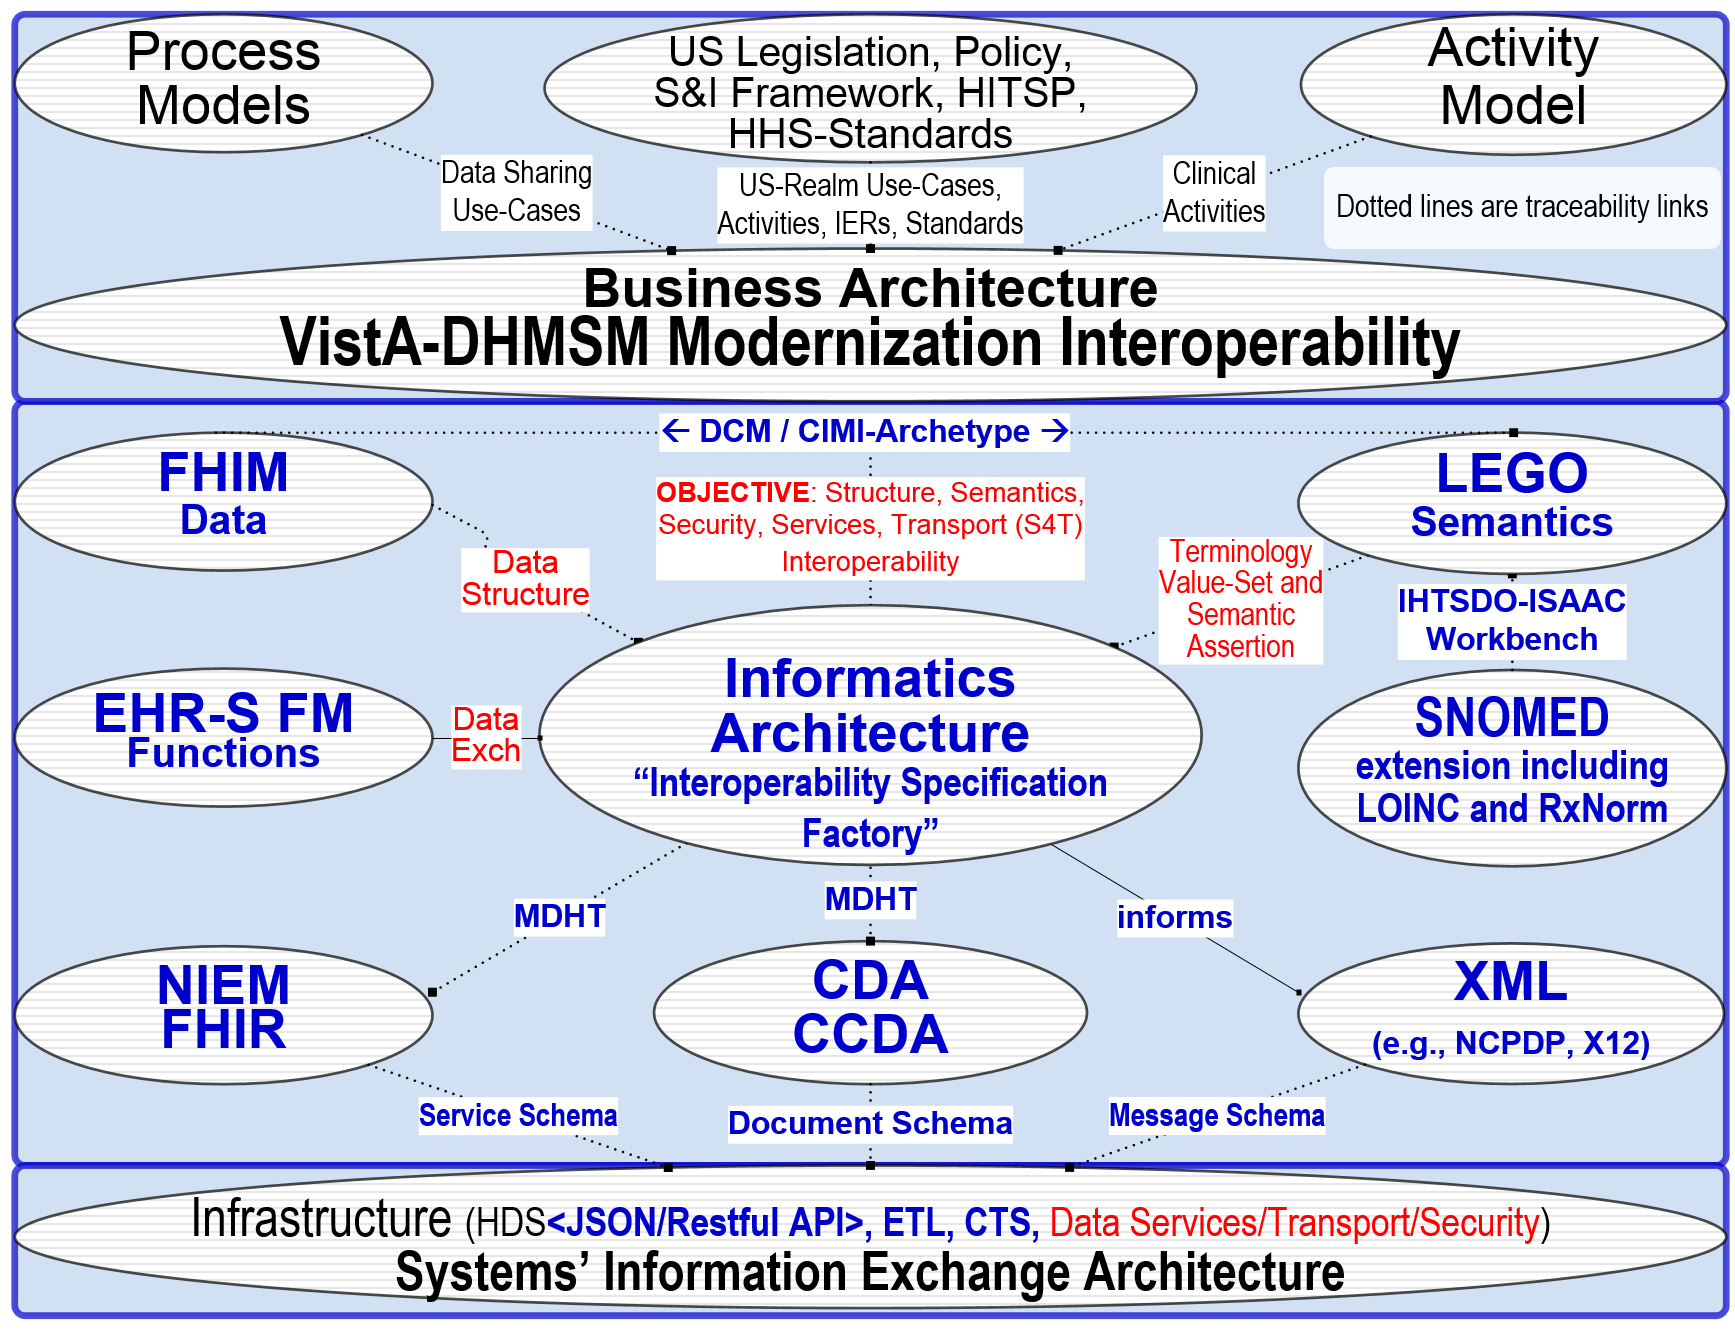 Process
Models
US Legislation, Policy,
S&I Framework, HITSP,
HHS-Standards
Activity
Model
Data Sharing
Use-Cases
US-Realm Use-Cases,
Activities, IERs, Standards
Clinical
Activities
Dotted lines are traceability links
Business Architecture
VistA-DHMSM Modernization Interoperability
← DCM / CIMI-Archetype →
FHIM
Data
OBJECTIVE: Structure, Semantics,
Security, Services, Transport (S4T)
Interoperability
LEGO
Semantics
Data
Structure
Terminology
Value-Set and
Semantic
Assertion
IHTSDO-ISAAC
Workbench
EHR-S FM
Functions
Data
Exch
Informatics
Architecture
“Interoperability Specification
Factory”
SNOMED
extension including
LOINC and RxNorm
MDHT
MDHT
informs
NIEM
FHIR
CDA
CCDA
XML
(e.g., NCPDP, X12)
Service Schema
Document Schema
Message Schema
Infrastructure (HDS<JSON/Restful API>, ETL, CTS, Data Services/Transport/Security)
Systems’ Information Exchange Architecture